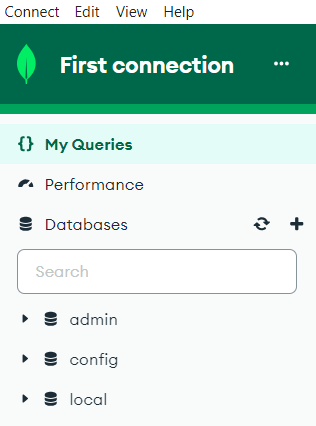 Connect Edit View Help
First connection
My Queries
Performance
Databases
Search
admin
config
local